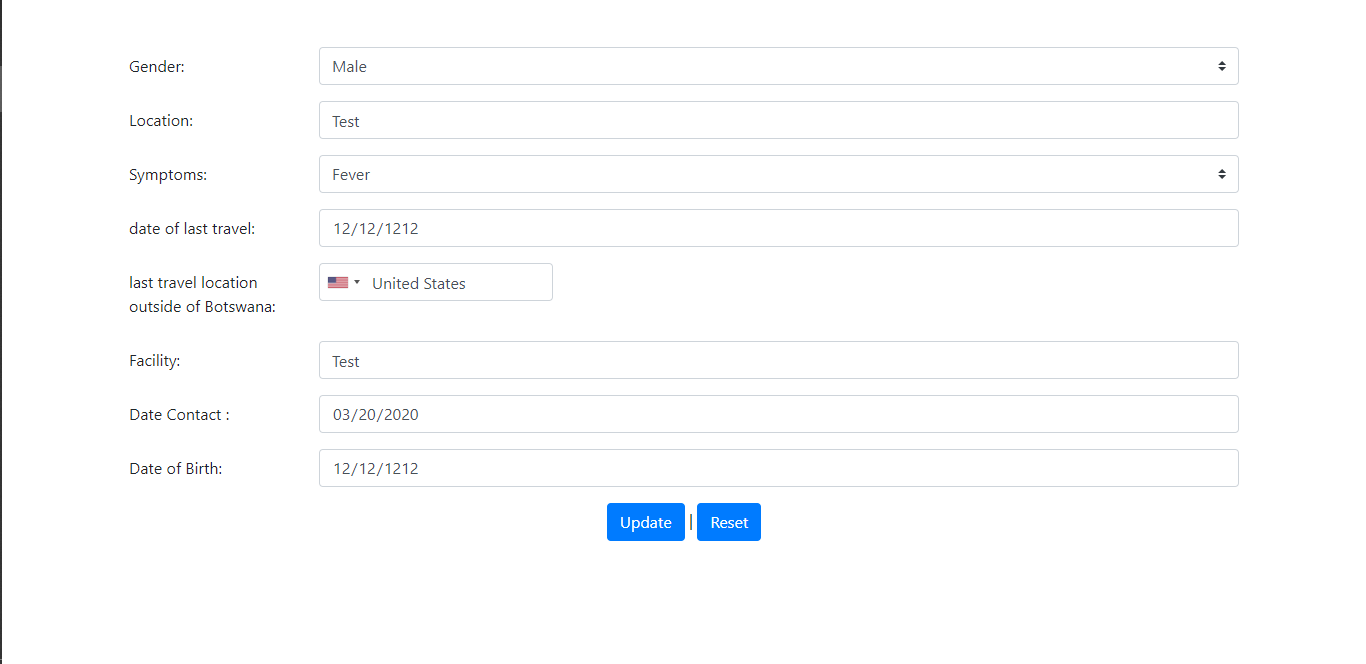 Gender: Male
Location: Test
Symptoms: Fever
date of last travel: 12/12/1212
last travel location United States
outside of Botswana:
Facility: Test
Date Contact : 03/20/2020
Date of Birth: 12/12/1212
Update | Reset